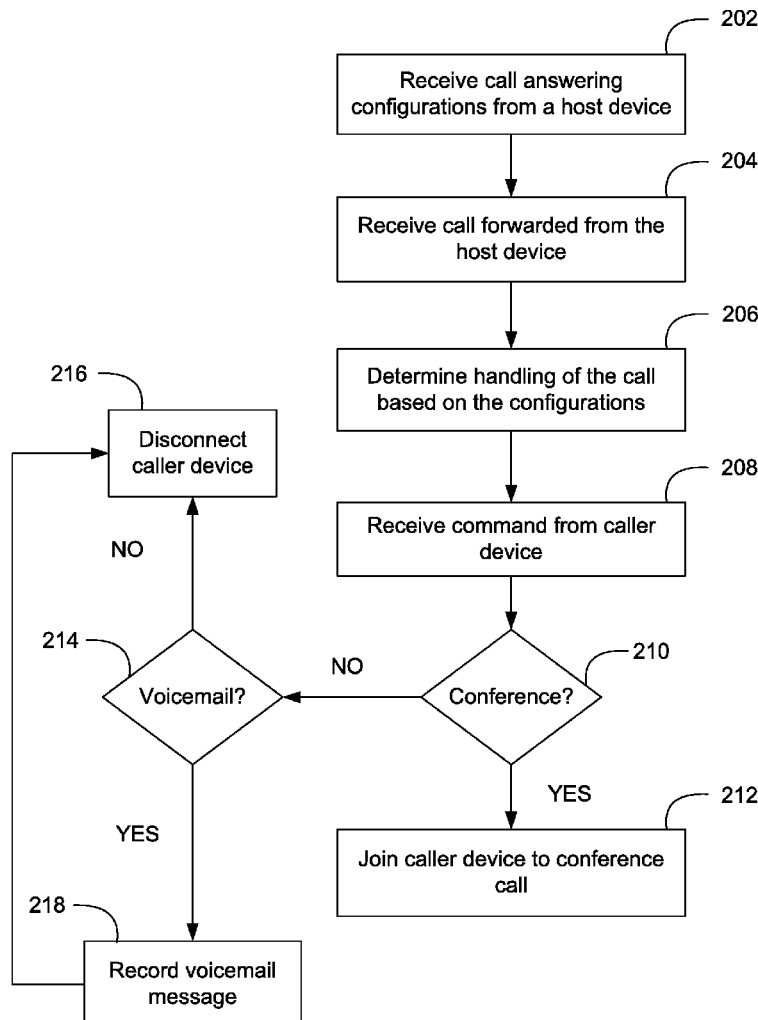 202
Receive call answering
configurations from a host device
204
Receive call forwarded from the
host device
206
Determine handling of the call
based on the configurations
216
Disconnect
caller device
208
Receive command from caller
device
NO
214
Voicemail?
NO
210
Conference?
YES
212
YES
Join caller device to conference
call
218
Record voicemail
message